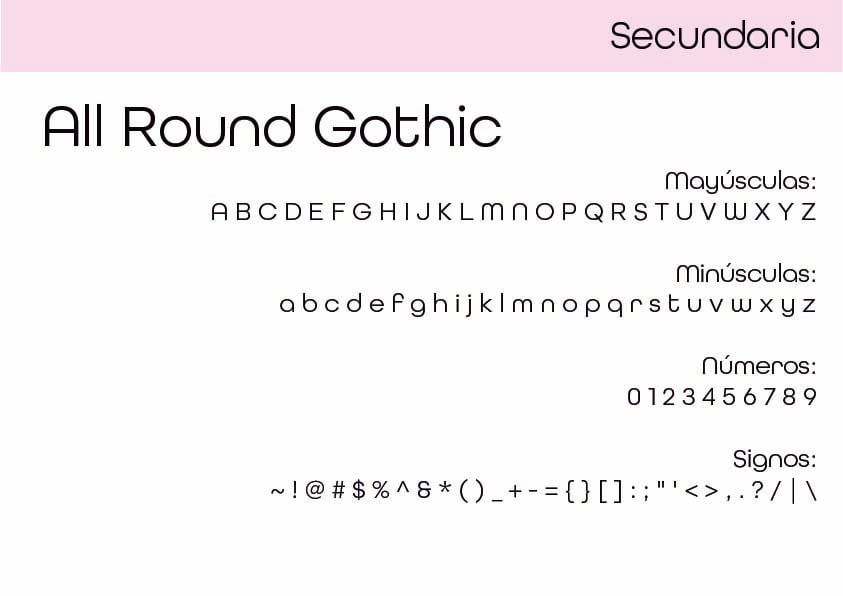 Secundaria
All Round Gothic
Mayúsculas:
A B C D E F G H I J K L M N O P Q R S T U V W X Y Z
Minúsculas:
a b c d e f g h i j k l m n o p q r s t u v w x y z
Números:
0 1 2 3 4 5 6 7 8 9
Signos:
~ ! @ # $ % ^ & * ( ) _ + - = { } [ ] : ; " ' < > , . ? / | \